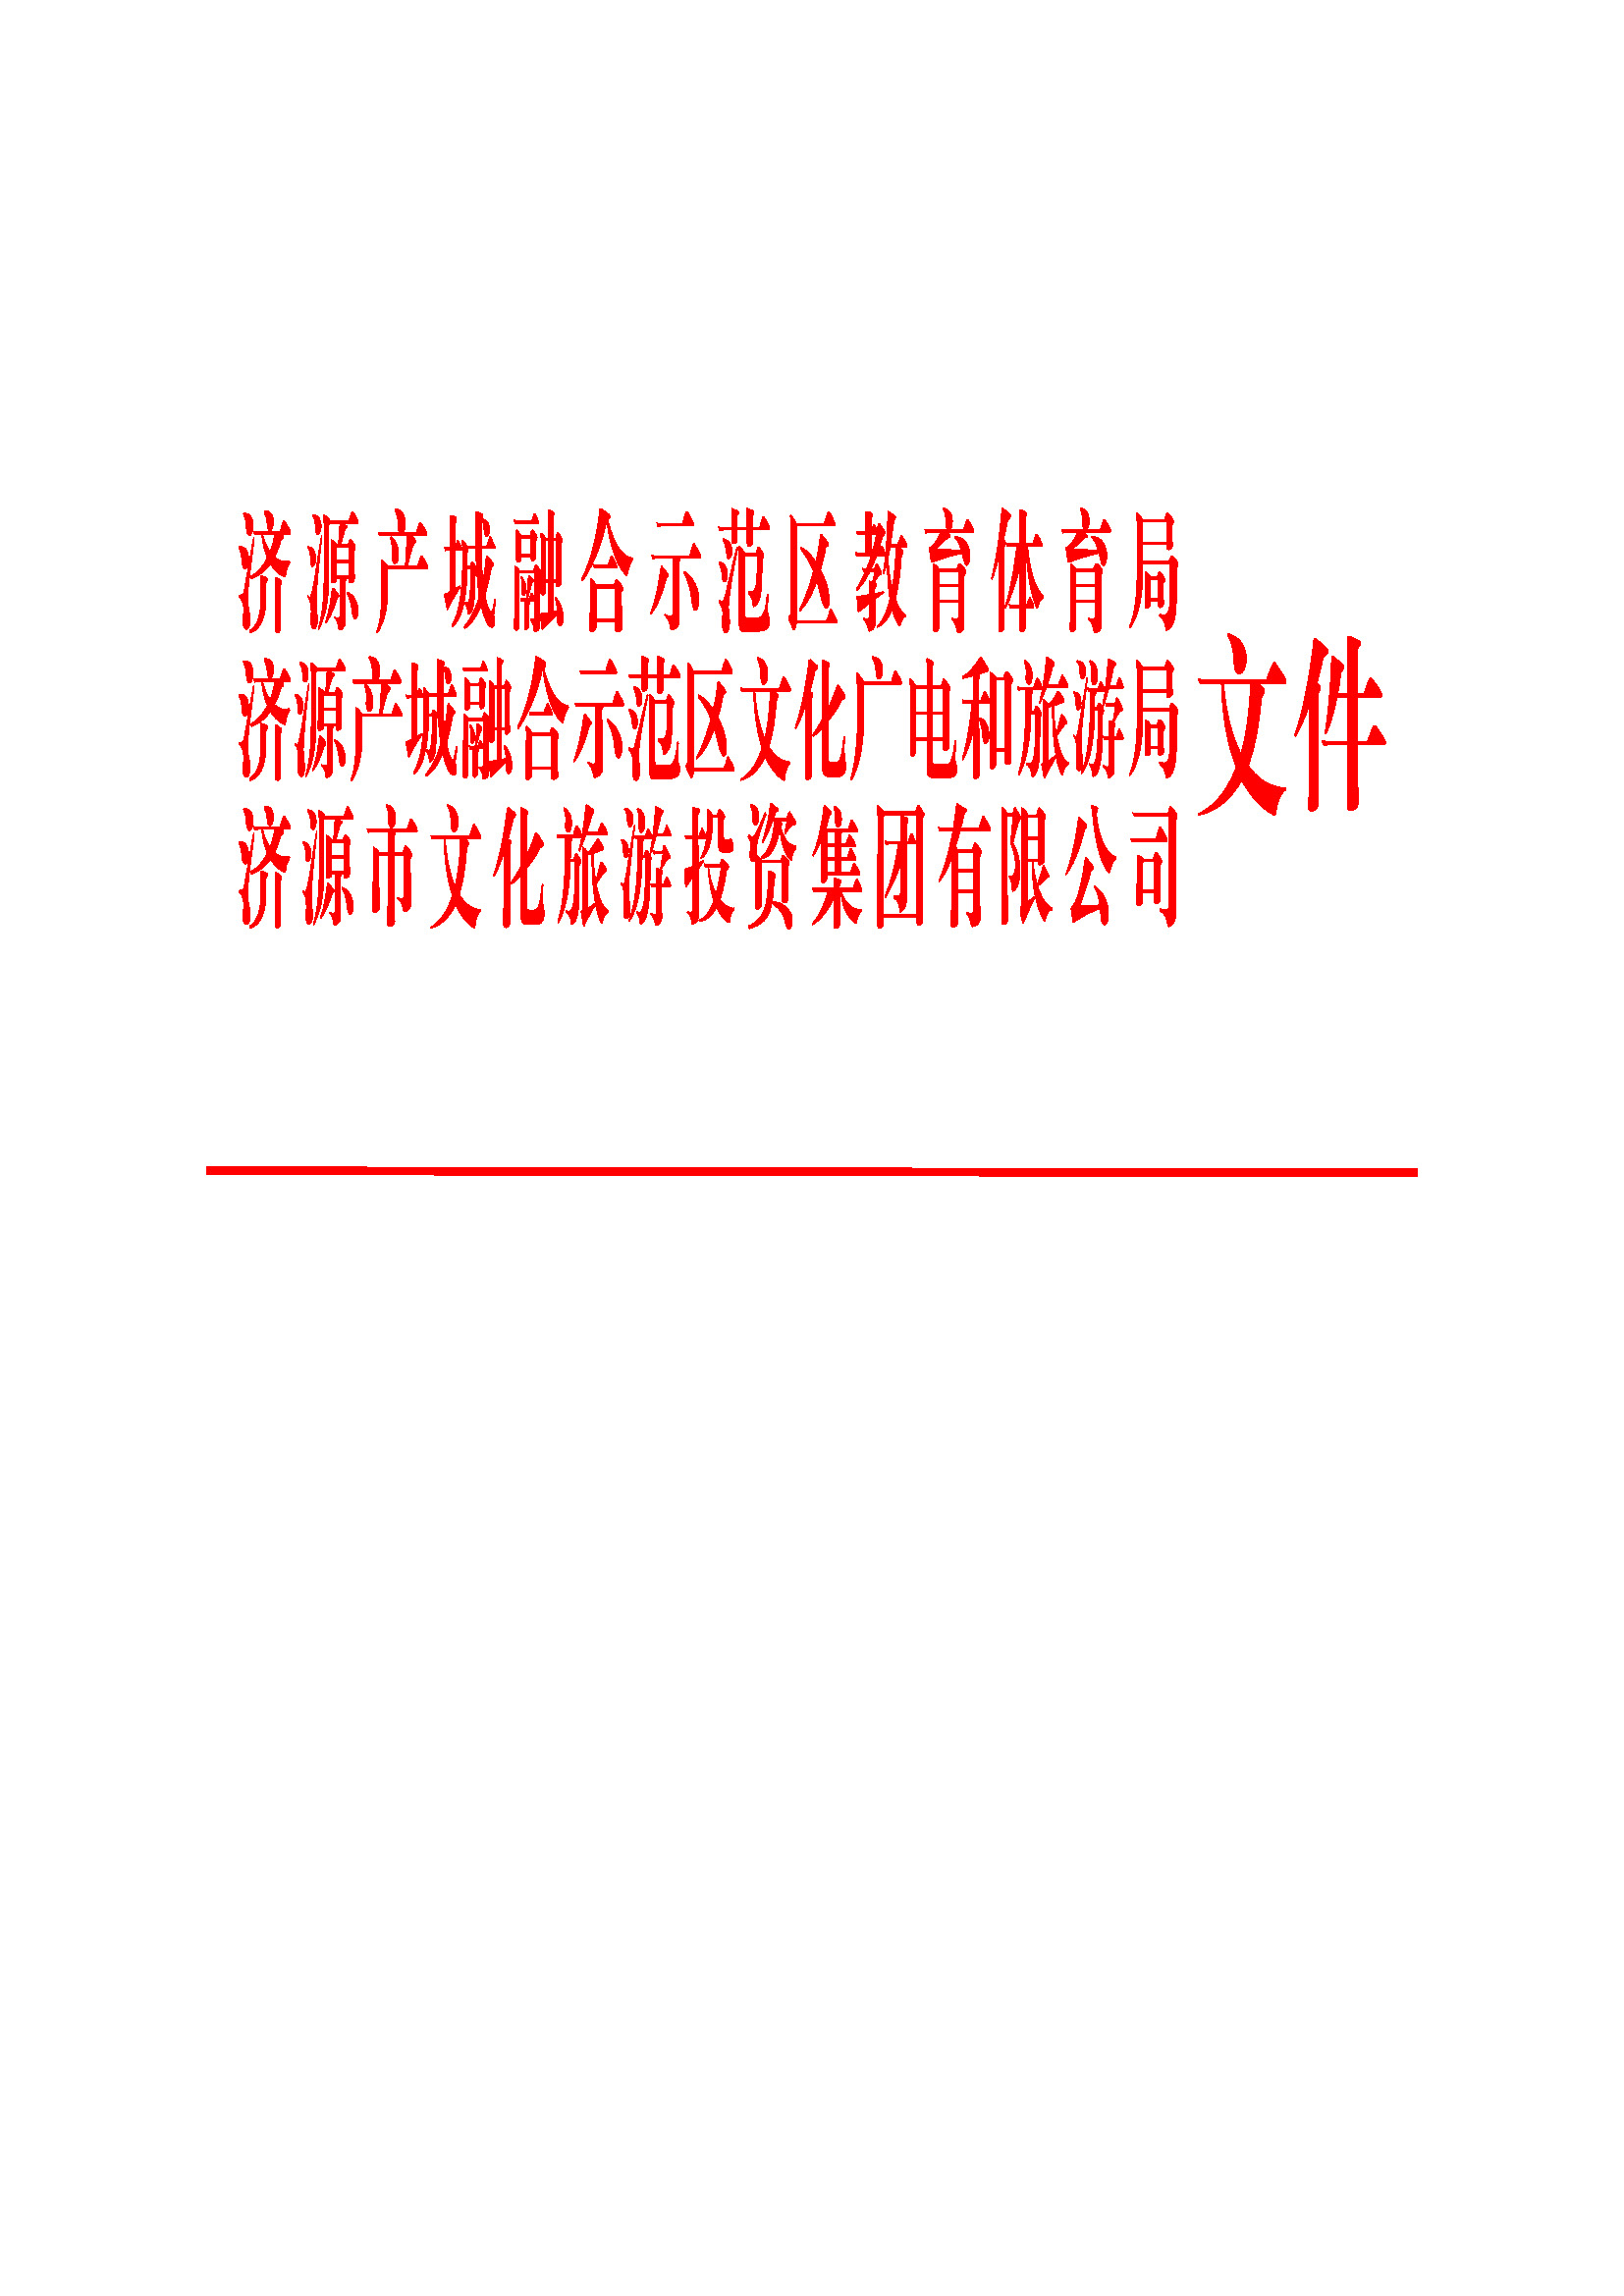 济源产城融合示范区教育体育局
济源产城融合示范区文化广电和旅游局
文件
济源市文化旅游投资集团有限公司